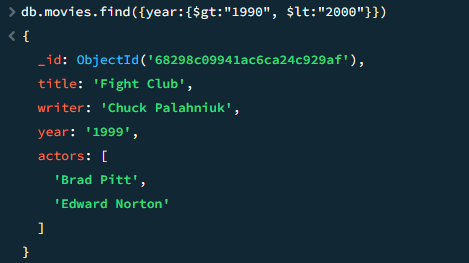 > db.movies.find({year:{$gt:"1990", $lt:"2000"}})
< {
_id: ObjectId('68298c09941ac6ca24c929af'),
title: 'Fight Club',
writer: 'Chuck Palahniuk',
year: '1999',
actors: [
'Brad Pitt',
'Edward Norton'
]
}